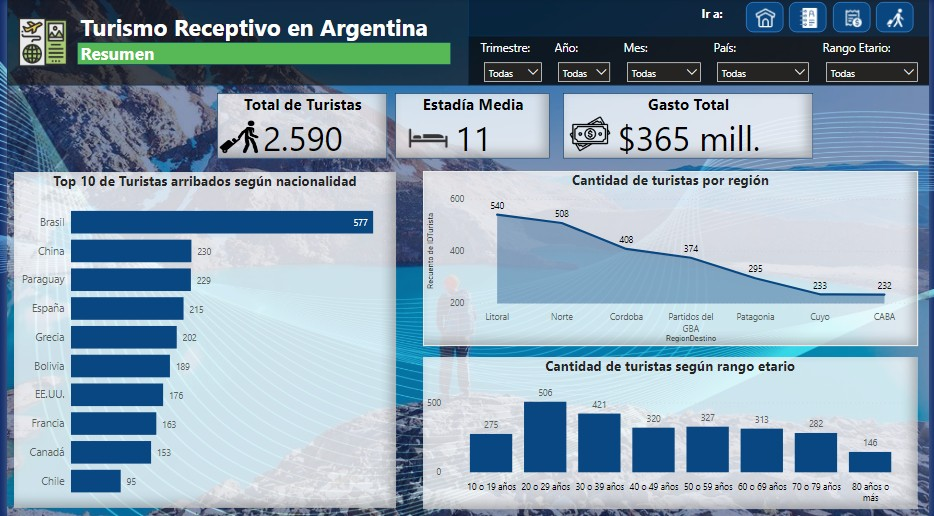 Turismo Receptivo en Argentina
Resumen
Ir a:
Trimestre:
Todas
Año:
Todas
Mes:
Todas
País:
Todas
Rango Etario:
Todas
Total de Turistas
2.590
Estadía Media
11
Gasto Total
$365 mill.
Top 10 de Turistas arribados según nacionalidad
Brasil 577
China 230
Paraguay 229
España 215
Grecia 202
Bolivia 189
EE.UU. 176
Francia 163
Canadá 153
Chile 95
Cantidad de turistas por región
Recuento de IDTurista
600
400
200
540
508
408
374
295
233
232
Litoral
Norte
Cordoba
Partidos del
GBA
Patagonia
Cuyo
CABA
RegionDestino
Cantidad de turistas según rango etario
500
0
275
506
421
320
327
313
282
146
10 o 19 años
20 o 29 años
30 o 39 años
40 o 49 años
50 o 59 años
60 o 69 años
70 o 79 años
80 años o
más